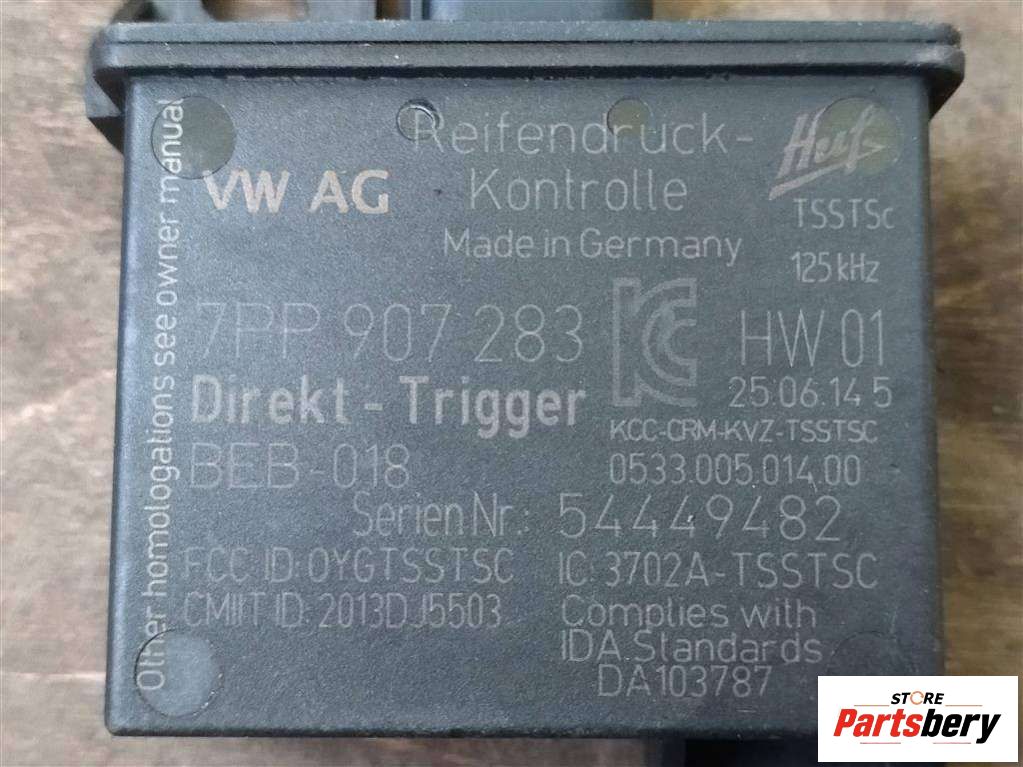 Reifendruck-
Kontrolle
VW AG
Made in Germany
Huf
TSSTSc
125kHz
7PP 907 283
HW 01
25.06.14 5
Direkt - Trigger
KCC-CRM-KVZ-TSSTSC
BEB-018
0533.005.014.00
Serien Nr.: 54449482
FCC ID: OYGTSSTSC
IC: 3702A-TSSTSC
CMIIT ID: 2013DJ5503
Complies with
IDA Standards
DA103787
Other homologations see owner manual
STORE
Partsbery